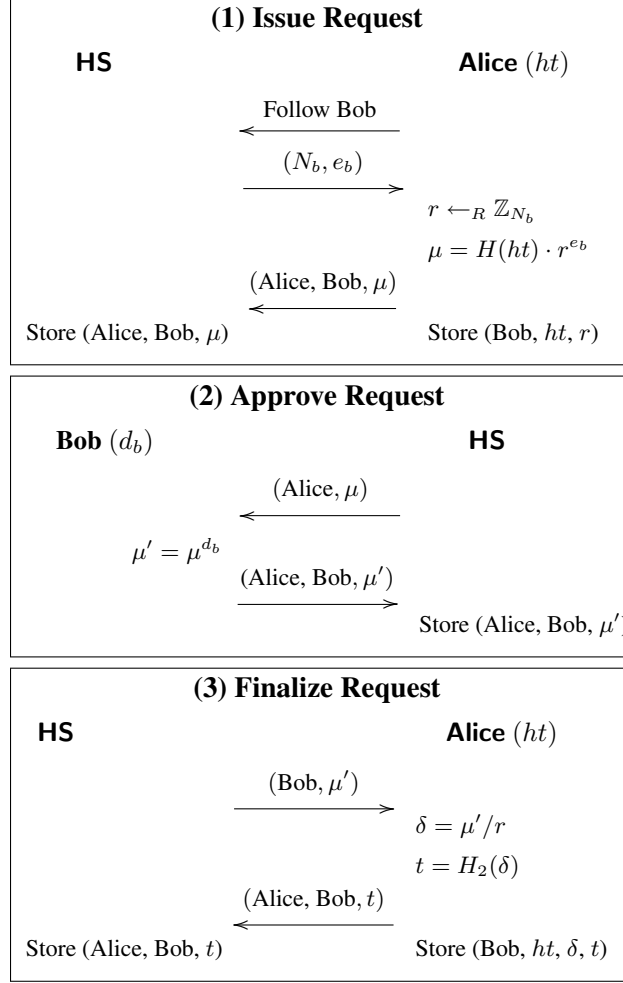 (1) Issue Request
HS Alice (ht)
Follow Bob
(N_b, e_b)
r ←_R ℤ_{N_b}
μ = H(ht) · r^{e_b}
(Alice, Bob, μ)
Store (Alice, Bob, μ) Store (Bob, ht, r)
(2) Approve Request
Bob (d_b) HS
(Alice, μ)
μ′ = μ^{d_b}
(Alice, Bob, μ′)
Store (Alice, Bob, μ′)
(3) Finalize Request
HS Alice (ht)
(Bob, μ′)
δ = μ′/r
t = H_2(δ)
(Alice, Bob, t)
Store (Alice, Bob, t) Store (Bob, ht, δ, t)